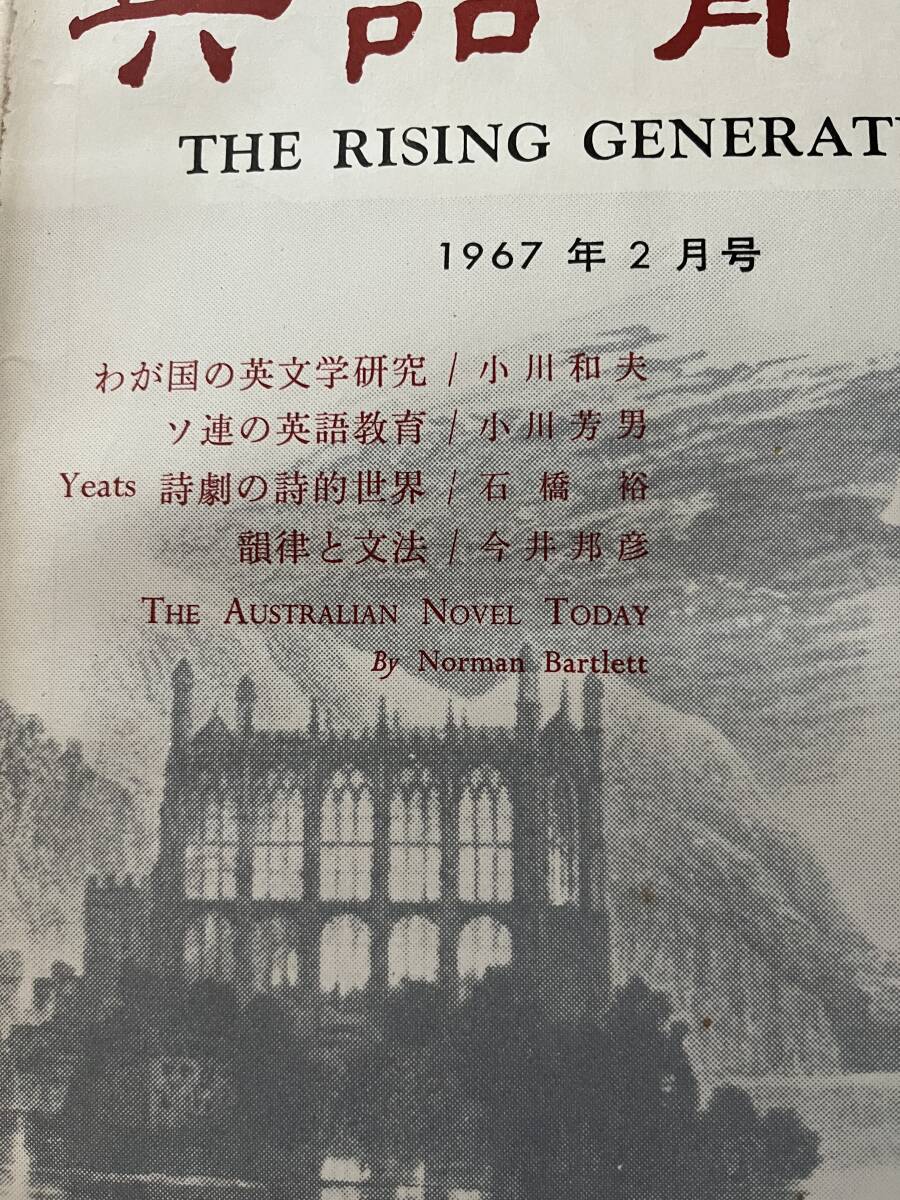 英語青
THE RISING GENERAT
1967 年 2 月号
わが国の英文学研究 / 小川和夫
ソ連の英語教育 / 小川芳男
Yeats 詩劇の詩的世界 / 石橋 裕
韻律と文法 / 今井邦彦
THE AUSTRALIAN NOVEL TODAY
By Norman Bartlett